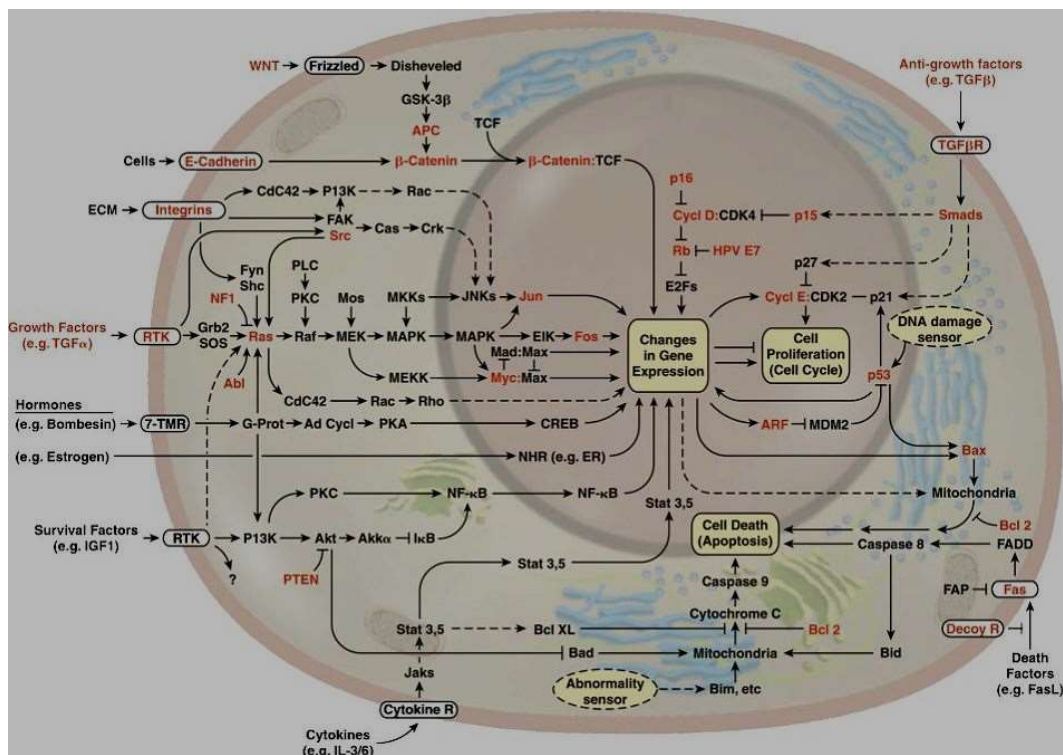 WNT
Frizzled
Disheveled
GSK-3β
APC
TCF
Cells
E-Cadherin
β-Catenin
β-Catenin:TCF
Anti-growth factors
(e.g. TGFβ)
TGFβR
Smads
CdC42
P13K
Rac
ECM
Integrins
FAK
Src
Cas
Crk
p16
Cycl D:CDK4
p15
Rb
HPV E7
E2Fs
p27
Cycl E:CDK2
p21
DNA damage
sensor
Fyn
Shc
PLC
NF1
PKC
Mos
MKKs
JNKs
Jun
Growth Factors
(e.g. TGFα)
RTK
Grb2
SOS
Ras
Raf
MEK
MAPK
MAPK
ElK
Fos
Mad:Max
Changes
in Gene
Expression
Cell
Proliferation
(Cell Cycle)
Abl
MEKK
Myc:Max
p53
CdC42
Rac
Rho
Hormones
(e.g. Bombesin)
7-TMR
G-Prot
Ad Cycl
PKA
CREB
ARF
MDM2
(e.g. Estrogen)
NHR (e.g. ER)
Bax
PKC
NF-κB
NF-κB
Stat 3,5
Mitochondria
Survival Factors
(e.g. IGF1)
RTK
P13K
Akt
Akkα
IκB
Cell Death
(Apoptosis)
Bcl 2
Caspase 8
FADD
?
PTEN
Stat 3,5
Caspase 9
FAP
Fas
Cytochrome C
Stat 3,5
Bcl XL
Bcl 2
Decoy R
Bad
Mitochondria
Bid
Jaks
Abnormality
sensor
Bim, etc
Death
Factors
(e.g. FasL)
Cytokine R
Cytokines
(e.g. IL-3/6)